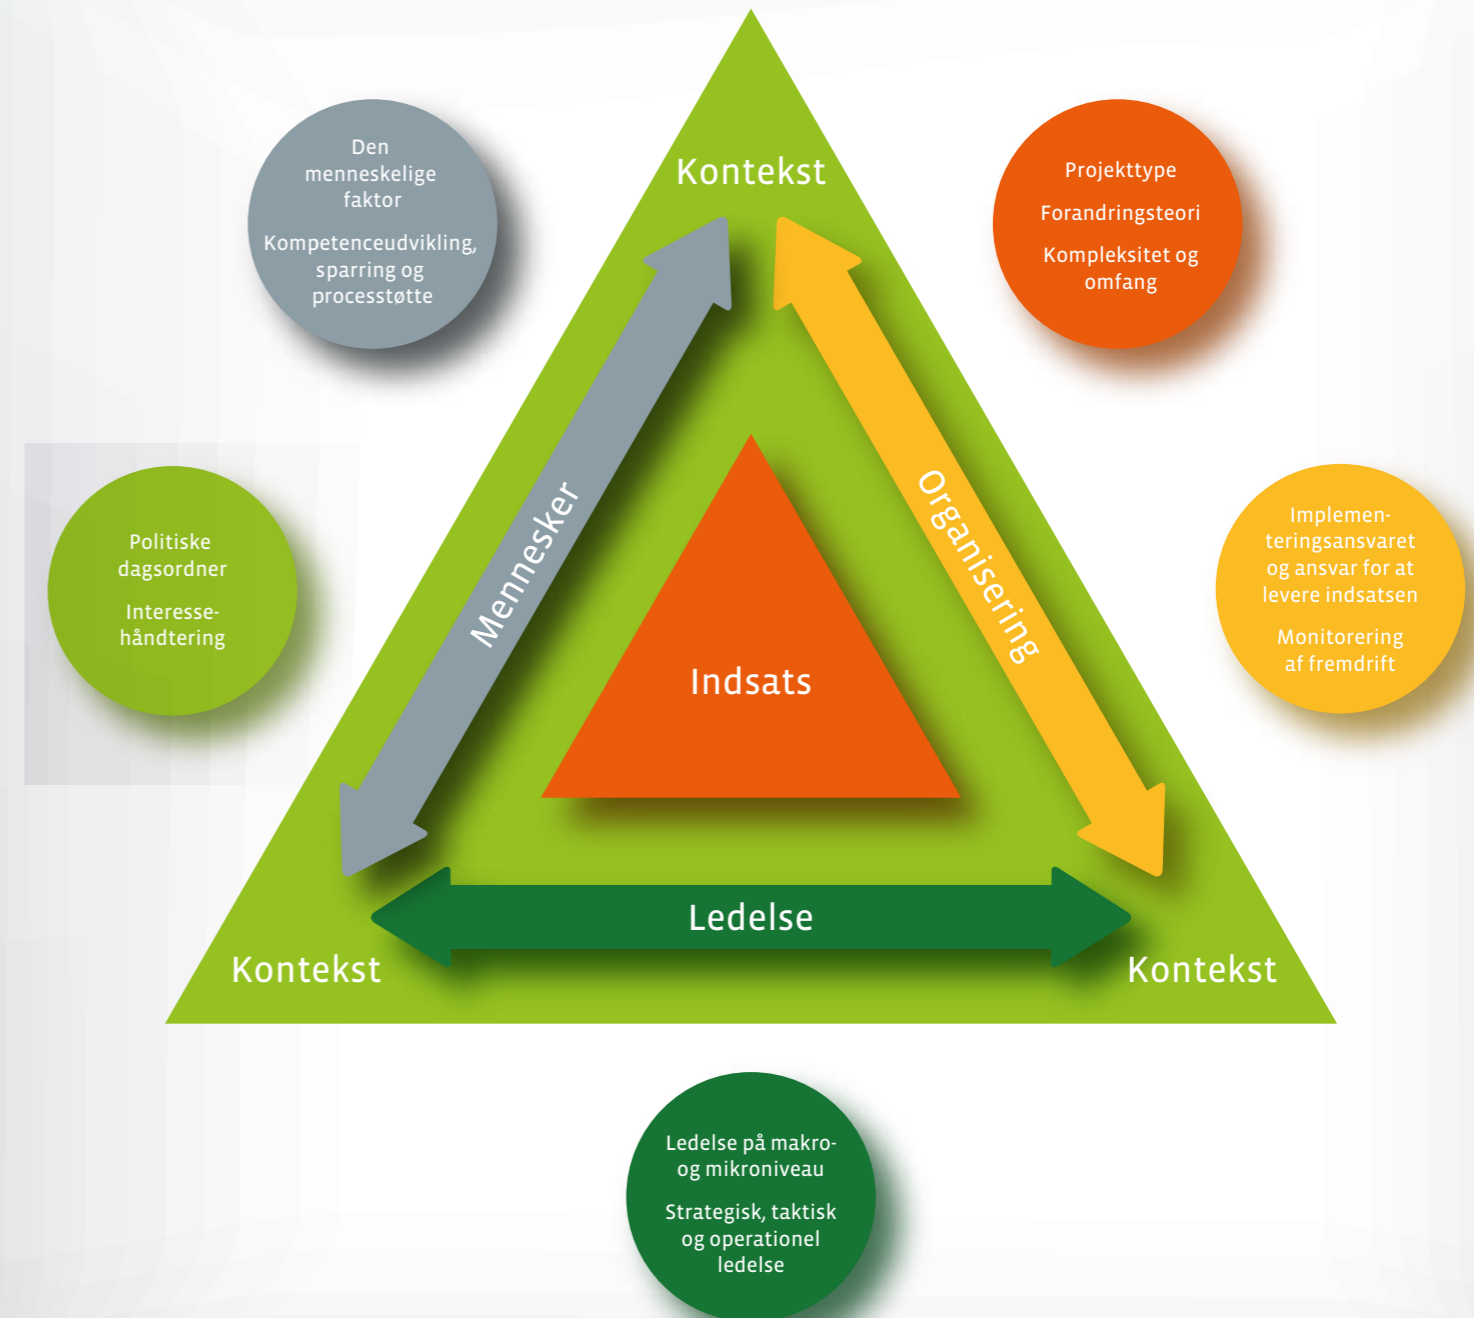 Kontekst
Den
menneskelige
faktor
Kompetenceudvikling,
sparring og
processtøtte
Projekttype
Forandringsteori
Kompleksitet og
omfang
Politiske
dagsordner
Interesse-
håndtering
Mennesker
Organisering
Implemen-
teringsansvaret
og ansvar for at
levere indsatsen
Monitorering
af fremdrift
Indsats
Ledelse
Kontekst
Kontekst
Ledelse på makro-
og mikroniveau
Strategisk, taktisk
og operationel
ledelse